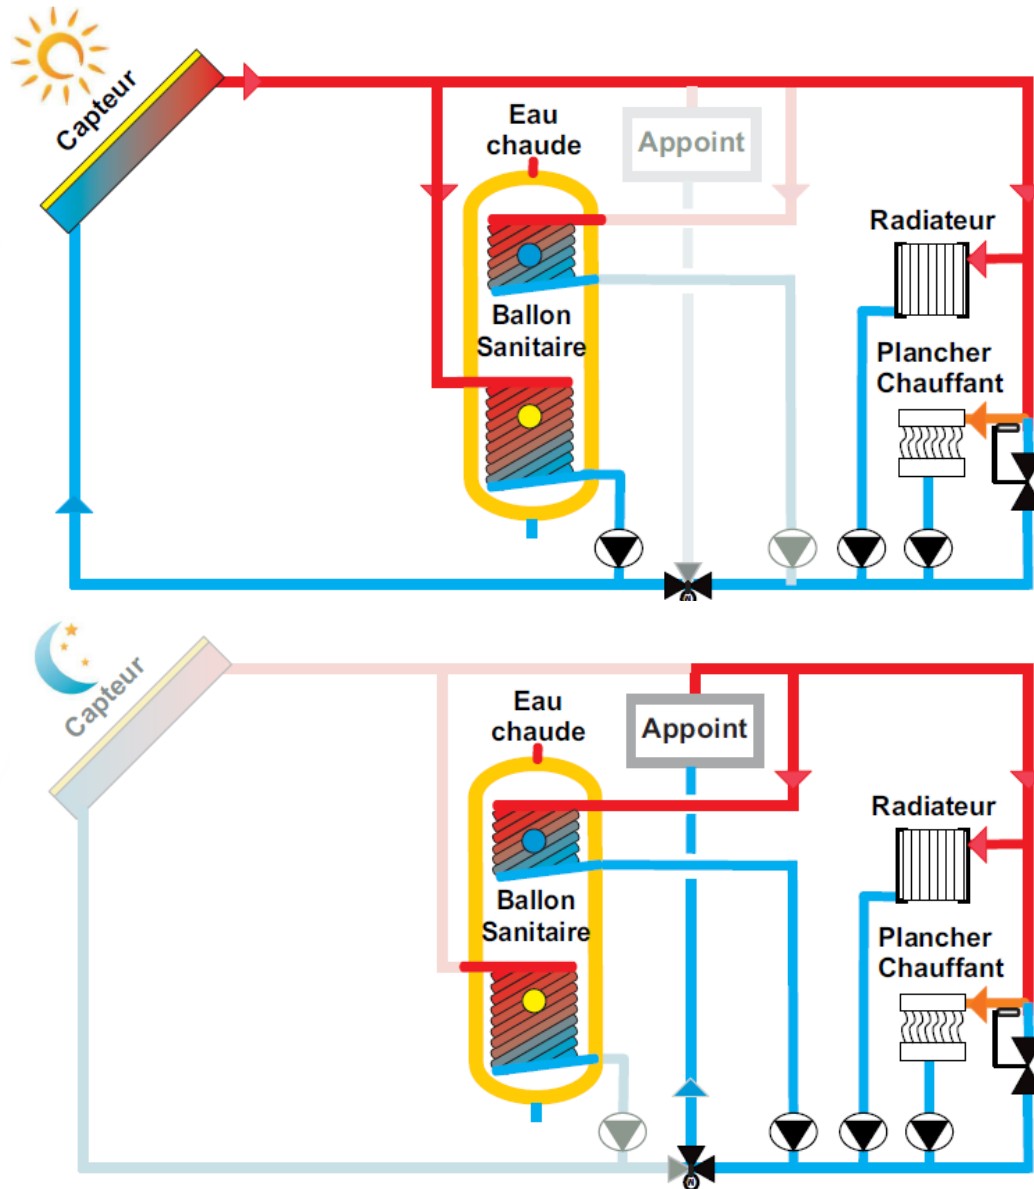 Capteur
Eau
chaude
Appoint
Radiateur
Ballon
Sanitaire
Plancher
Chauffant
M
Capteur
Eau
chaude
Appoint
Radiateur
Ballon
Sanitaire
Plancher
Chauffant
M